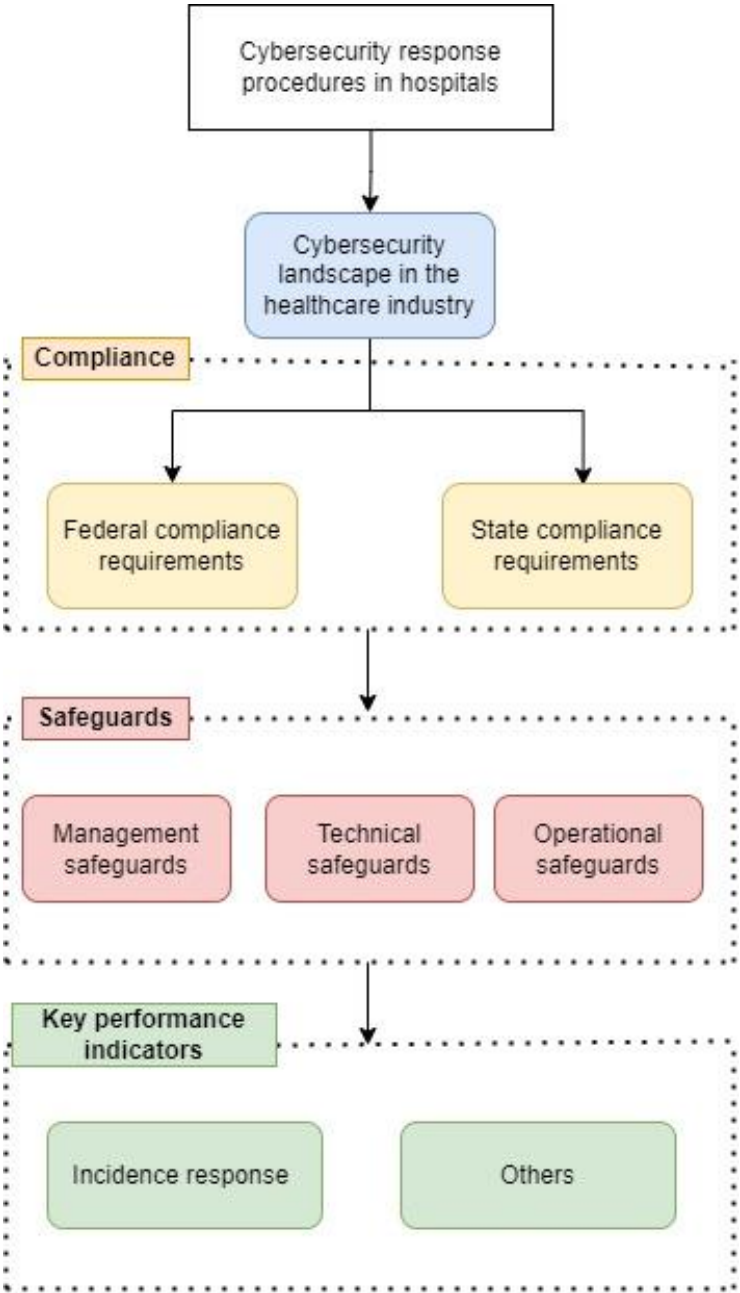 Cybersecurity response
procedures in hospitals
Cybersecurity
landscape in the
healthcare industry
Compliance
Federal compliance
requirements
State compliance
requirements
Safeguards
Management
safeguards
Technical
safeguards
Operational
safeguards
Key performance
indicators
Incidence response
Others